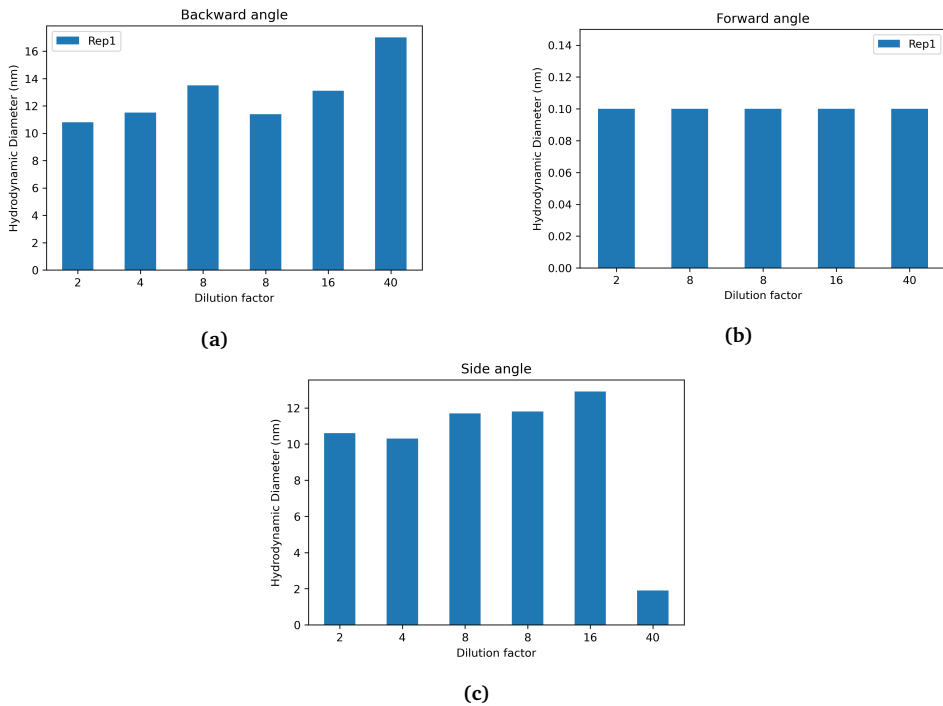 Backward angle
Rep1
Hydrodynamic Diameter (nm)
16
14
12
10
8
6
4
2
0
2 4 8 8 16 40
Dilution factor
(a)
Forward angle
Rep1
Hydrodynamic Diameter (nm)
0.14
0.12
0.10
0.08
0.06
0.04
0.02
0.00
2 8 8 16 40
Dilution factor
(b)
Side angle
Hydrodynamic Diameter (nm)
12
10
8
6
4
2
0
2 4 8 8 16 40
Dilution factor
(c)